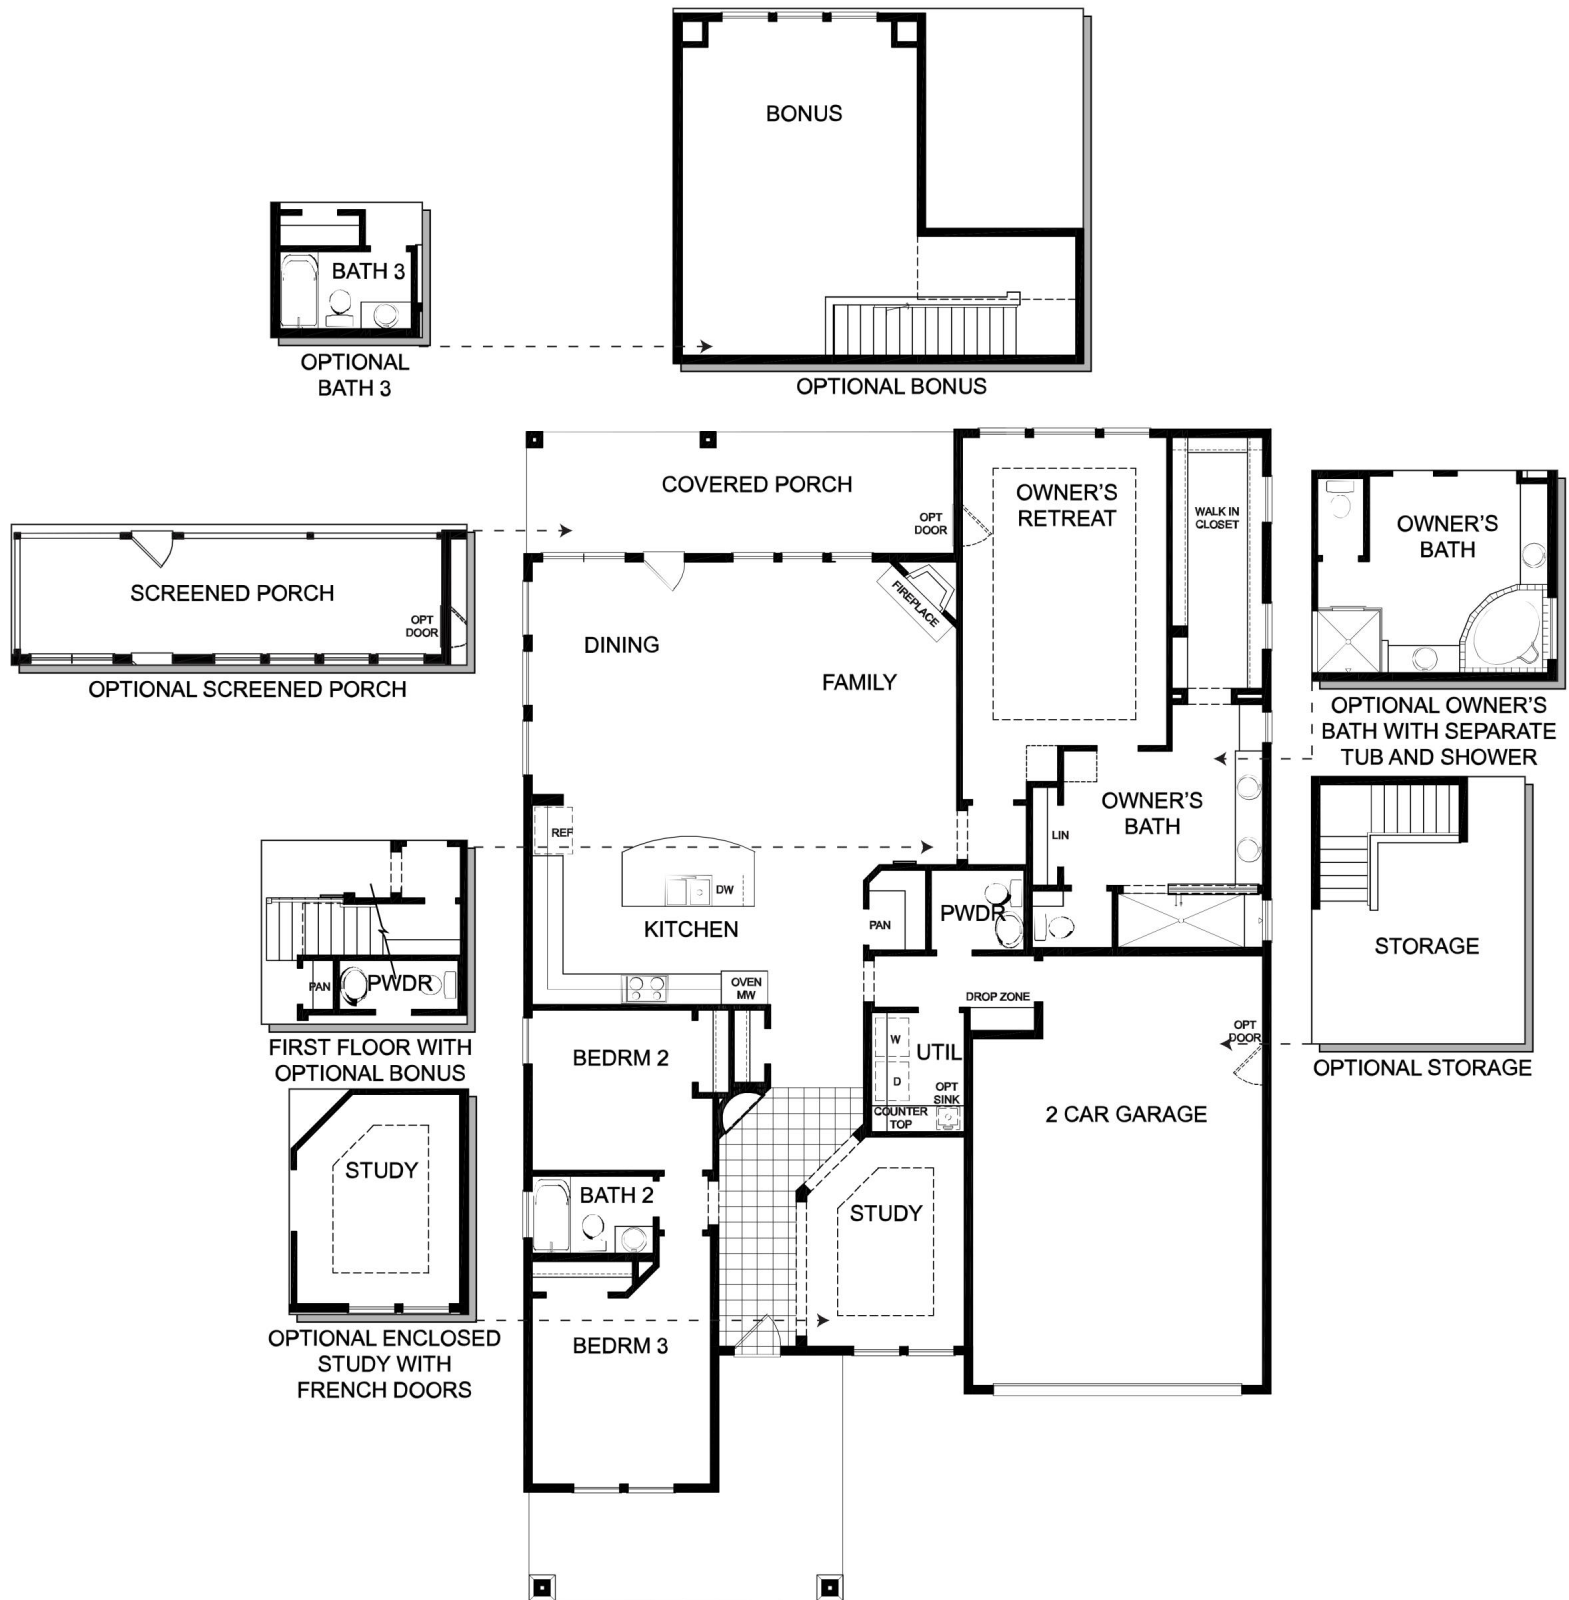 BONUS
BATH 3
OPTIONAL
BATH 3
OPTIONAL BONUS
COVERED PORCH
OPT
DOOR
OWNER'S
RETREAT
WALK IN
CLOSET
OWNER'S
BATH
SCREENED PORCH
OPT
DOOR
OPTIONAL SCREENED PORCH
FIREPLACE
DINING
FAMILY
OPTIONAL OWNER'S
BATH WITH SEPARATE
TUB AND SHOWER
OWNER'S
BATH
REF
LIN
DW
KITCHEN
PAN
PWDR
STORAGE
PAN
PWDR
OVEN
MW
DROP ZONE
FIRST FLOOR WITH
OPTIONAL BONUS
BEDRM 2
W
UTIL
D
OPT
SINK
COUNTER
TOP
OPT
DOOR
OPTIONAL STORAGE
2 CAR GARAGE
STUDY
BATH 2
STUDY
OPTIONAL ENCLOSED
STUDY WITH
FRENCH DOORS
BEDRM 3